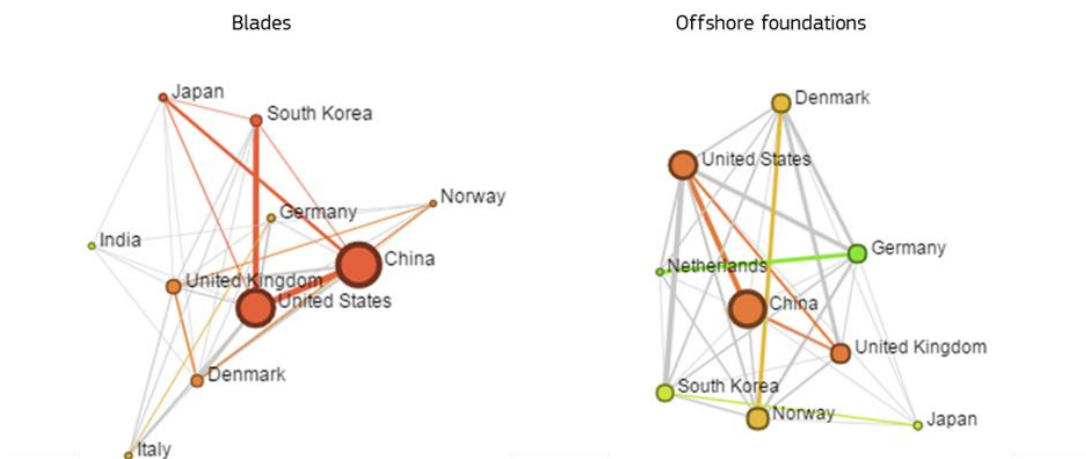 Blades
Offshore foundations
Japan
South Korea
Norway
Germany
India
China
United Kingdom
United States
Denmark
Italy
Denmark
United States
Germany
Netherlands
China
United Kingdom
South Korea
Norway
Japan